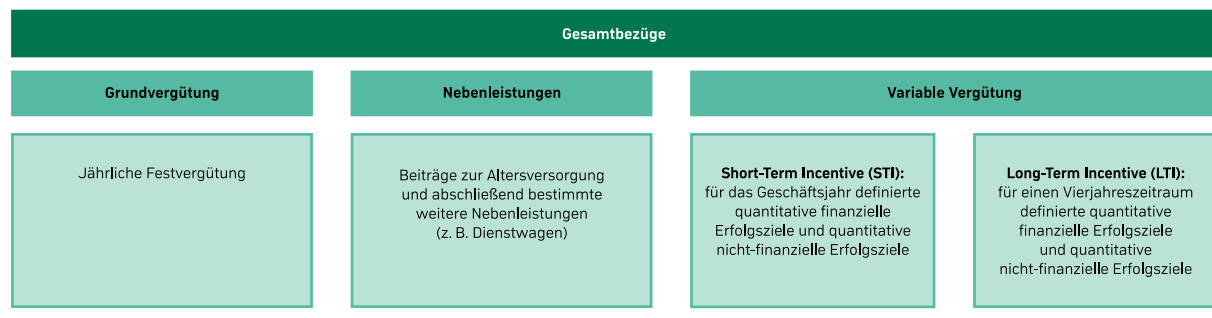 Gesamtbezüge
Grundvergütung
Nebenleistungen
Variable Vergütung
Jährliche Festvergütung
Beiträge zur Altersversorgung
und abschließend bestimmte
weitere Nebenleistungen
(z. B. Dienstwagen)
Short-Term Incentive (STI):
für das Geschäftsjahr definierte
quantitative finanzielle
Erfolgsziele und quantitative
nicht-finanzielle Erfolgsziele
Long-Term Incentive (LTI):
für einen Vierjahreszeitraum
definierte quantitative
finanzielle Erfolgsziele
und quantitative
nicht-finanzielle Erfolgsziele